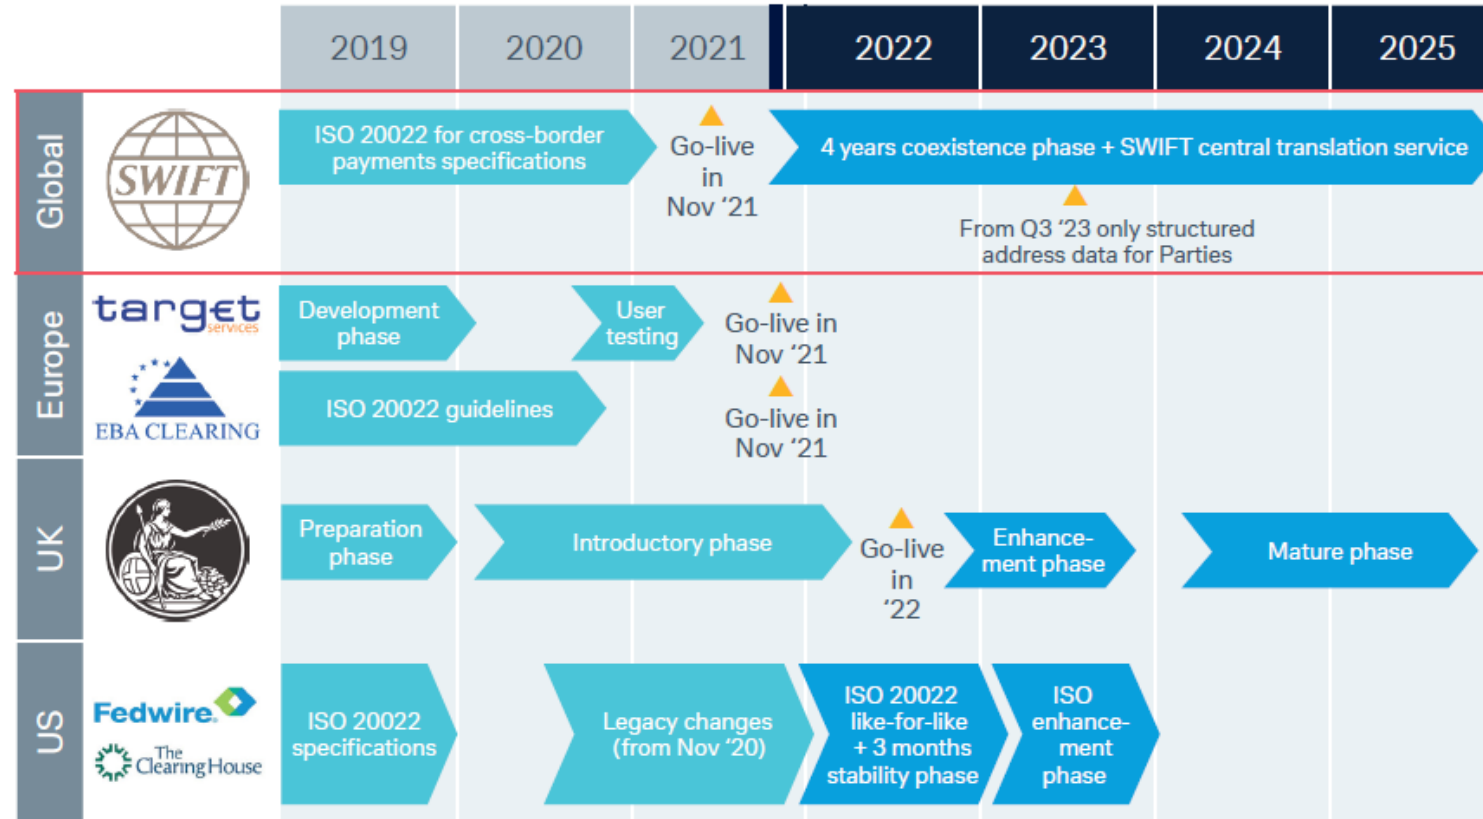 2019
2020
2021
2022
2023
2024
2025
Global
SWIFT
ISO 20022 for cross-border
payments specifications
Go-live
in
Nov ‘21
4 years coexistence phase + SWIFT central translation service
From Q3 ‘23 only structured
address data for Parties
Europe
target
services
Development
phase
User
testing
Go-live in
Nov ‘21
EBA CLEARING
ISO 20022 guidelines
Go-live in
Nov ‘21
UK
Preparation
phase
Introductory phase
Go-live
in
‘22
Enhance-
ment phase
Mature phase
US
Fedwire
The
ClearingHouse
ISO 20022
specifications
Legacy changes
(from Nov ‘20)
ISO 20022
like-for-like
+ 3 months
stability phase
ISO
enhance-
ment
phase